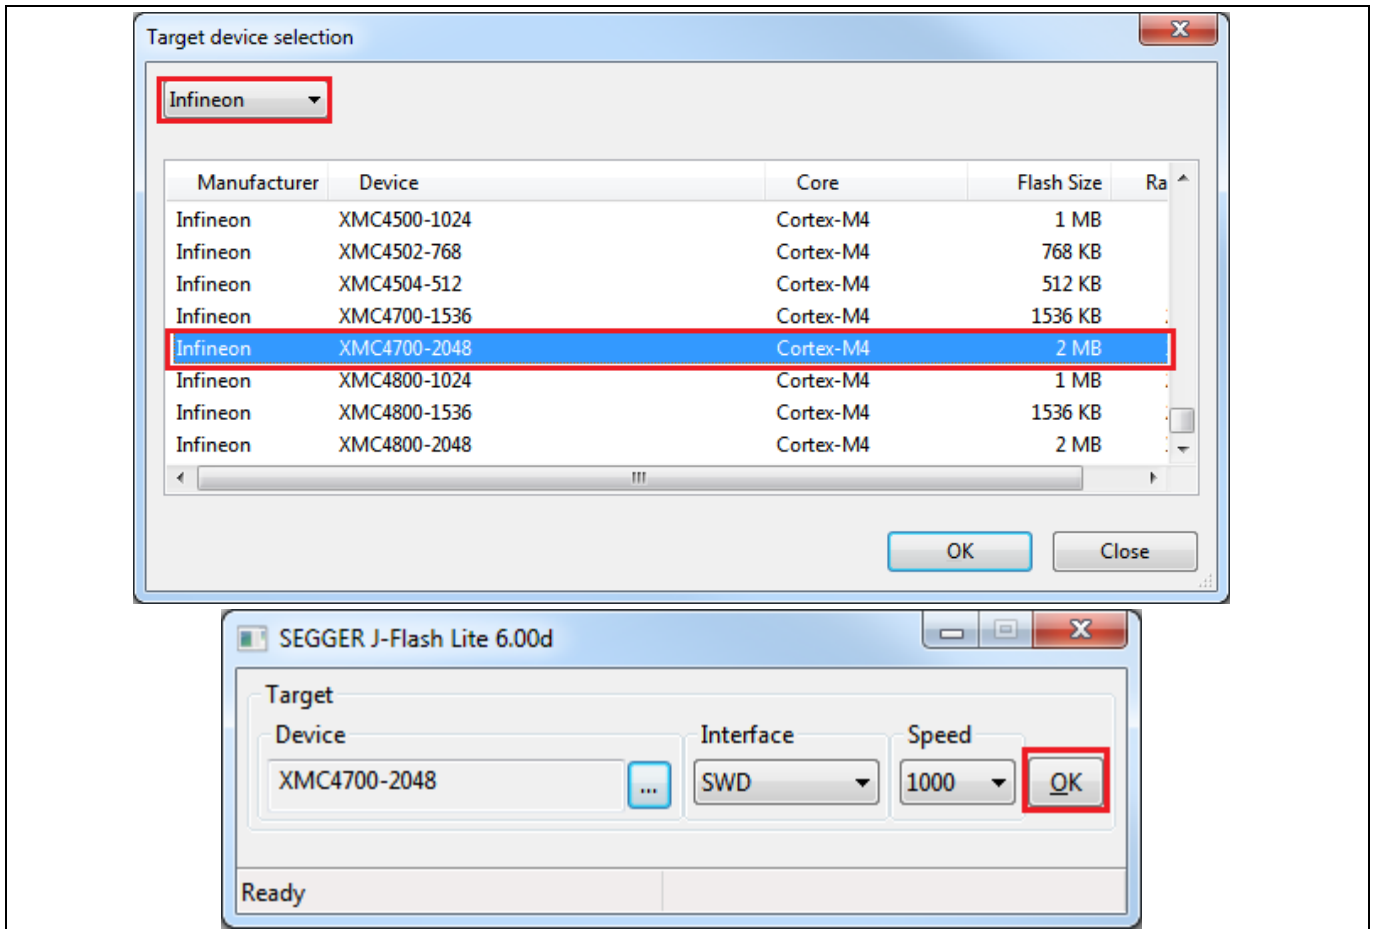 Target device selection
Infineon
Manufacturer Device Core Flash Size Ra
Infineon XMC4500-1024 Cortex-M4 1 MB
Infineon XMC4502-768 Cortex-M4 768 KB
Infineon XMC4504-512 Cortex-M4 512 KB
Infineon XMC4700-1536 Cortex-M4 1536 KB
Infineon XMC4700-2048 Cortex-M4 2 MB
Infineon XMC4800-1024 Cortex-M4 1 MB
Infineon XMC4800-1536 Cortex-M4 1536 KB
Infineon XMC4800-2048 Cortex-M4 2 MB
OK Close
SEGGER J-Flash Lite 6.00d
Target
Device Interface Speed
XMC4700-2048 ... SWD 1000 OK
Ready